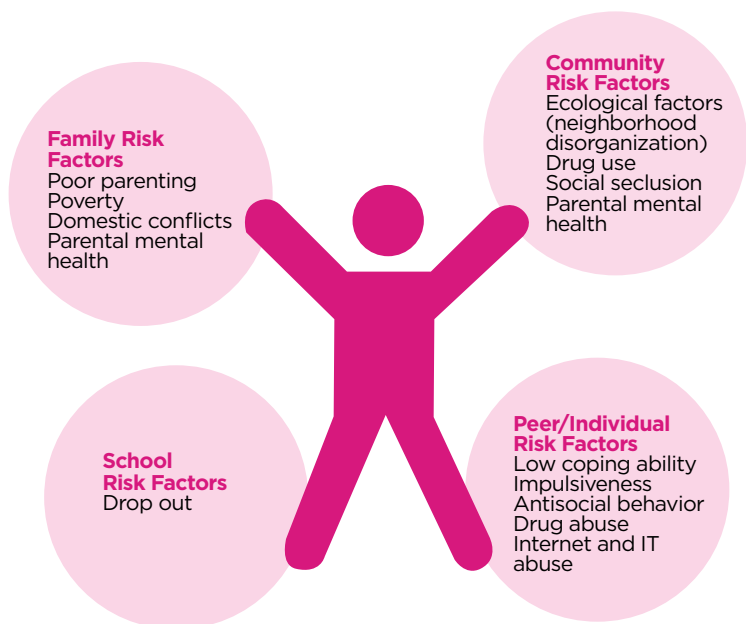 Family Risk
Factors
Poor parenting
Poverty
Domestic conflicts
Parental mental
health
Community
Risk Factors
Ecological factors
(neighborhood
disorganization)
Drug use
Social seclusion
Parental mental
health
School
Risk Factors
Drop out
Peer/Individual
Risk Factors
Low coping ability
Impulsiveness
Antisocial behavior
Drug abuse
Internet and IT
abuse